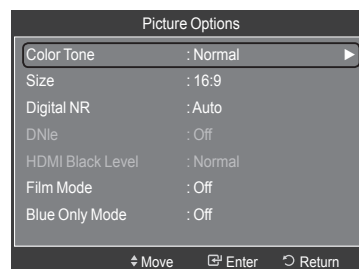 Picture Options
Color Tone : Normal
Size : 16:9
Digital NR : Auto
DNIe : Off
HDMI Black Level : Normal
Film Mode : Off
Blue Only Mode : Off
Move Enter Return